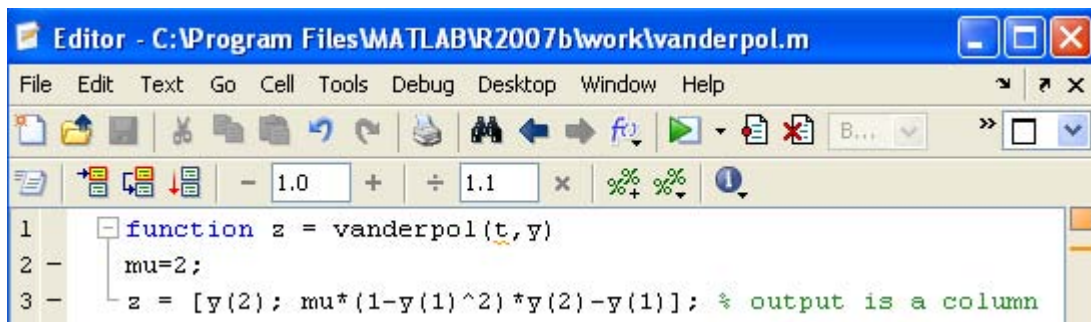 Editor - C:\Program Files\MATLAB\R2007b\work\vanderpol.m
File Edit Text Go Cell Tools Debug Desktop Window Help
B...
- 1.0 + ÷ 1.1 ×
1 function z = vanderpol(t,y)
2 - mu=2;
3 - z = [y(2); mu*(1-y(1)^2)*y(2)-y(1)]; % output is a column